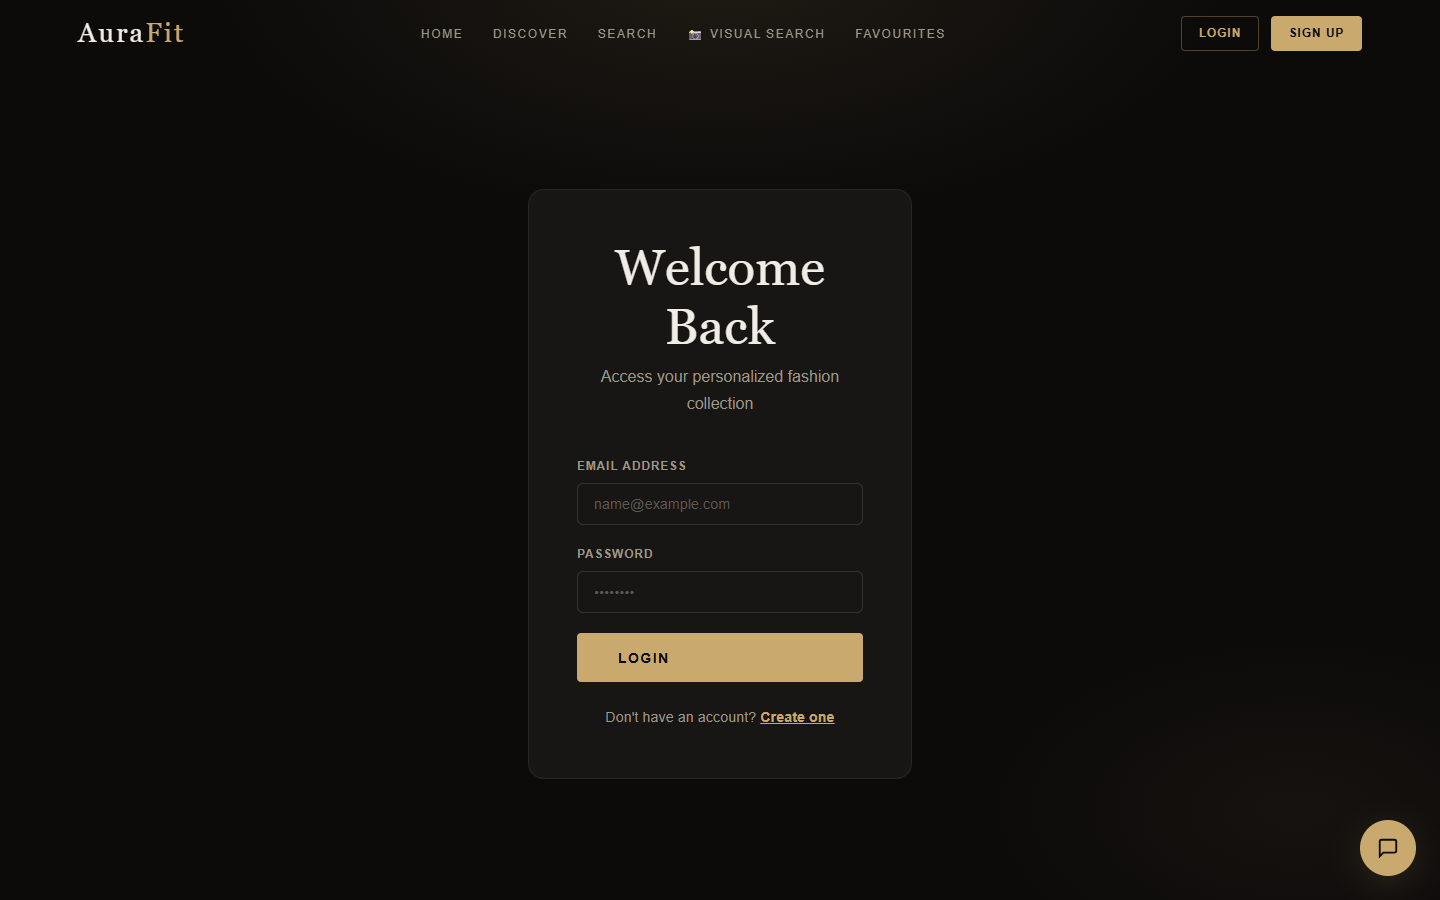 AuraFit
HOME
DISCOVER
SEARCH
VISUAL SEARCH
FAVOURITES
LOGIN
SIGN UP
Welcome
Back
Access your personalized fashion
collection
EMAIL ADDRESS
name@example.com
PASSWORD
••••••••
LOGIN
Don't have an account? Create one